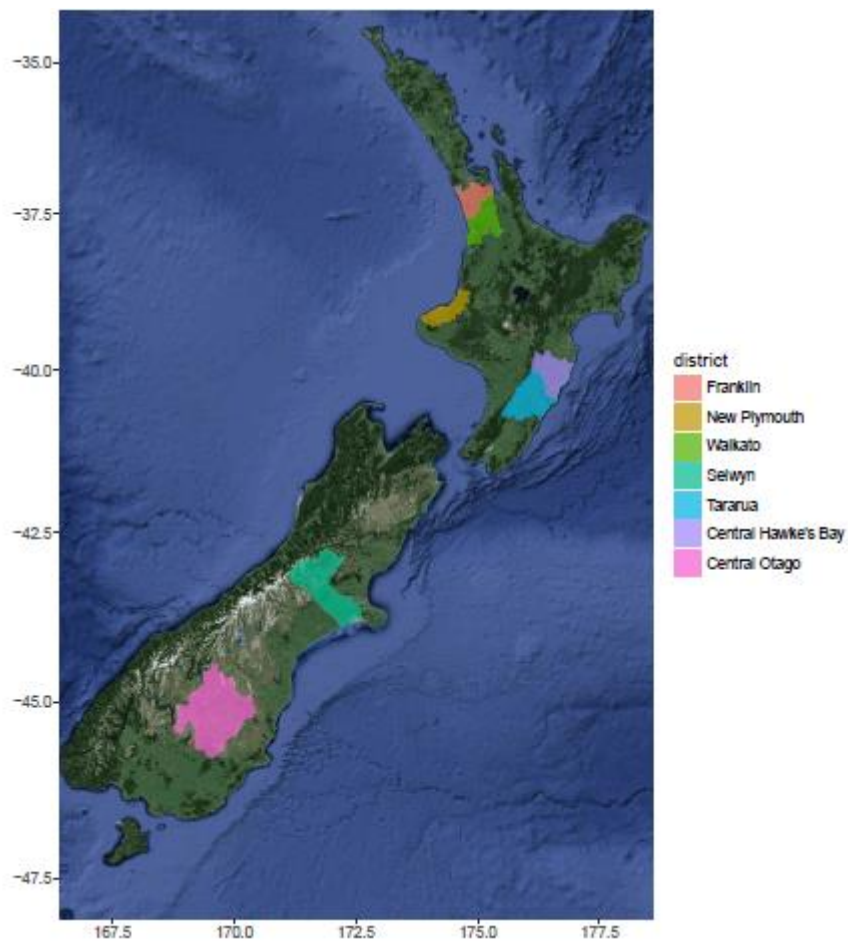 −35.0
−37.5
−40.0
−42.5
−45.0
−47.5
167.5 170.0 172.5 175.0 177.5
district
Franklin
New Plymouth
Waikato
Selwyn
Tararua
Central Hawke's Bay
Central Otago